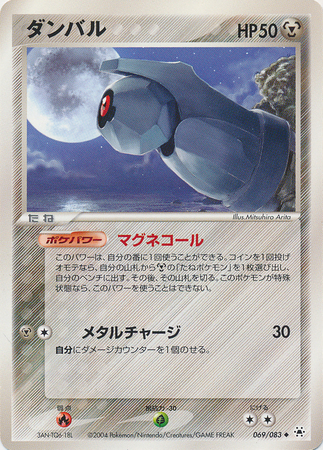 ダンバル HP50
たね
Illus.Mitsuhiro Arita
ポケパワー マグネコール
このパワーは、自分の番に1回使うことができる。コインを1回投げ
オモテなら、自分の山札から の「たねポケモン」を1枚選び出し、
自分のベンチに出す。その後、自分の山札を切る。このポケモンが特殊
状態なら、このパワーを使うことはできない。
メタルチャージ 30
自分にダメージカウンターを1個のせる。
弱点 抵抗力 -30 にげる
3AN-TQ6-18L ©2004 Pokémon/Nintendo/Creatures/GAME FREAK 069/083